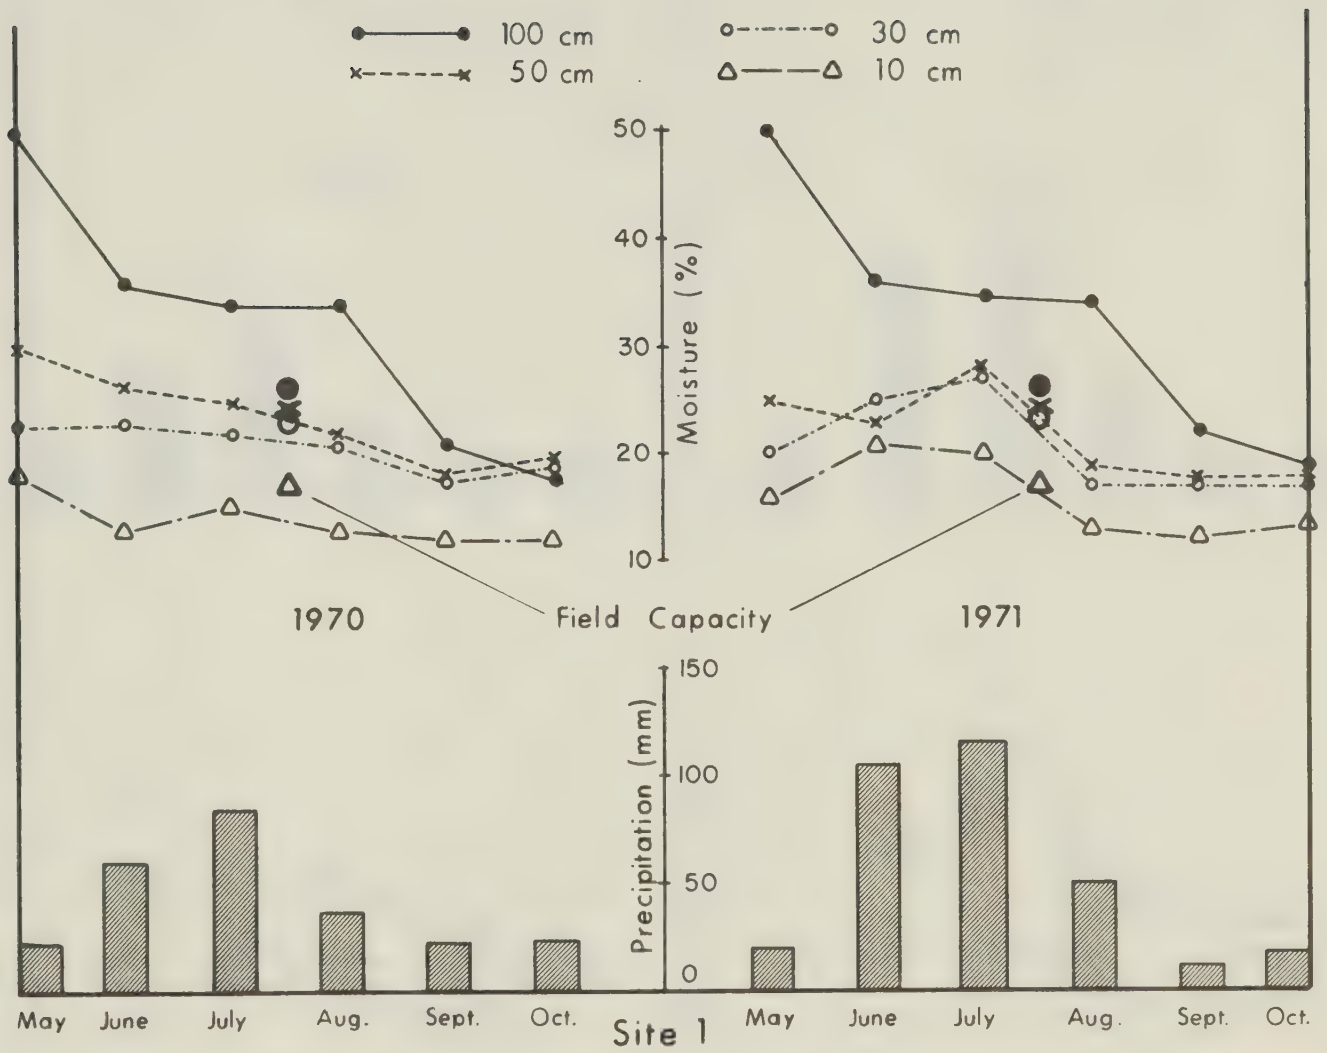 100 cm
30 cm
50 cm
10 cm
50
40
30
20
10
Moisture (%)
1970
Field Capacity
1971
150
100
50
0
Precipitation (mm)
May June July Aug. Sept. Oct.
May June July Aug. Sept. Oct.
Site 1